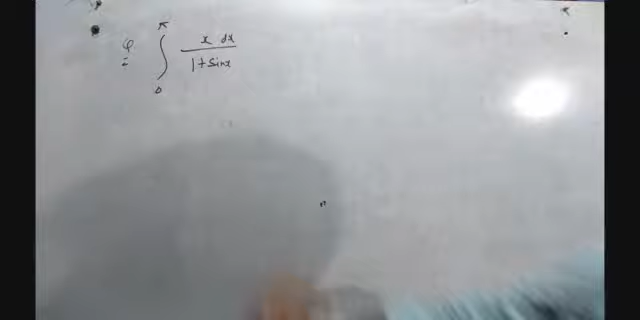 Q ∫₀^π x dx / 1+sinx